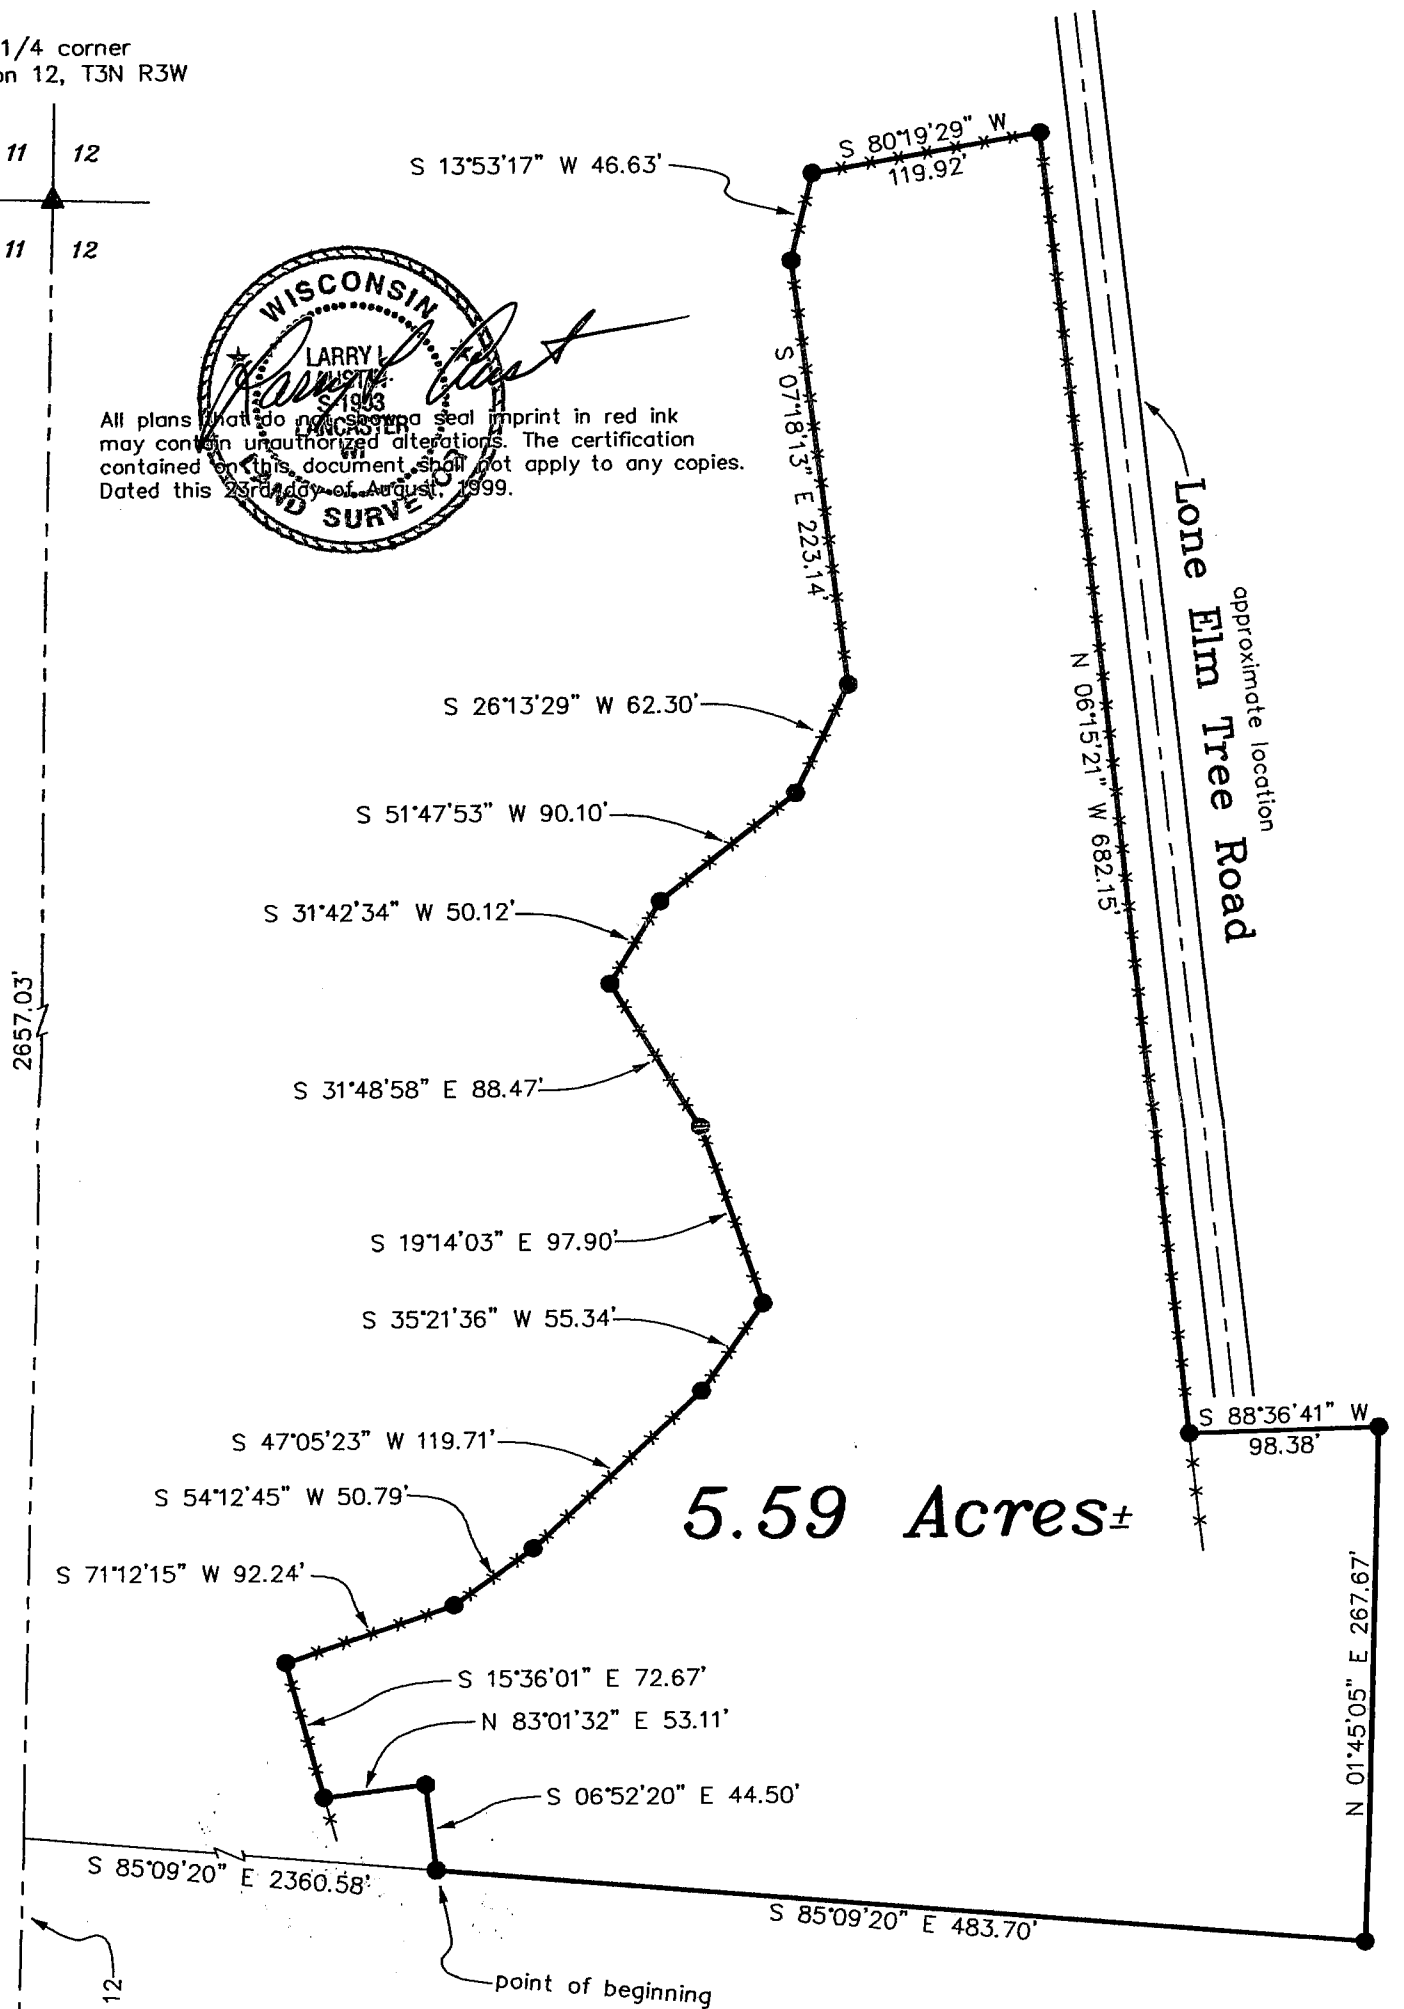 1/4 corner
on 12, T3N R3W
11 12
11 12
S 13°53'17" W 46.63'
S 80°19'29" W
119.92'
WISCONSIN
LARRY L.
LANCASTER
WI
LAND SURVEYOR
All plans that do not show a seal imprint in red ink
may contain unauthorized alterations. The certification
contained on this document shall not apply to any copies.
Dated this 23rd day of August, 1999.
S 07°18'13" E 223.14'
Lone Elm Tree Road
approximate location
N 06°15'21" W 682.15'
S 26°13'29" W 62.30'
S 51°47'53" W 90.10'
S 31°42'34" W 50.12'
2657.03'
S 31°48'58" E 88.47'
S 19°14'03" E 97.90'
S 35°21'36" W 55.34'
S 88°36'41" W
98.38'
S 47°05'23" W 119.71'
S 54°12'45" W 50.79'
5.59 Acres±
S 71°12'15" W 92.24'
N 01°45'05" E 267.67'
S 15°36'01" E 72.67'
N 83°01'32" E 53.11'
S 06°52'20" E 44.50'
S 85°09'20" E 2360.58'
S 85°09'20" E 483.70'
point of beginning
12